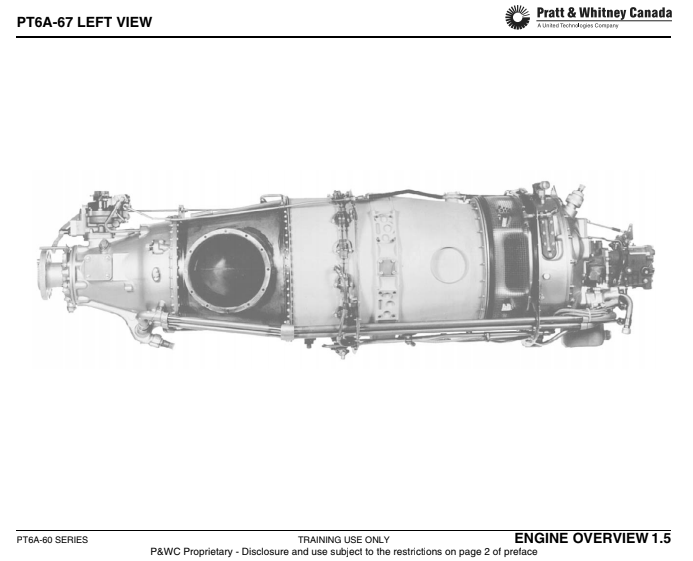 PT6A-67 LEFT VIEW
Pratt & Whitney Canada
A United Technologies Company
PT6A-60 SERIES
TRAINING USE ONLY
ENGINE OVERVIEW 1.5
P&WC Proprietary - Disclosure and use subject to the restrictions on page 2 of preface